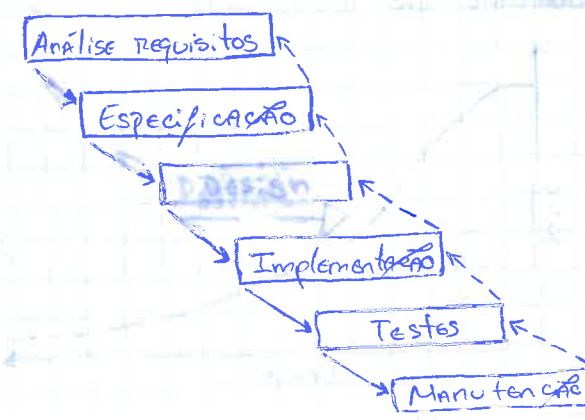 Análise Requisitos
Especificação
Design
Implementação
Testes
Manutenção